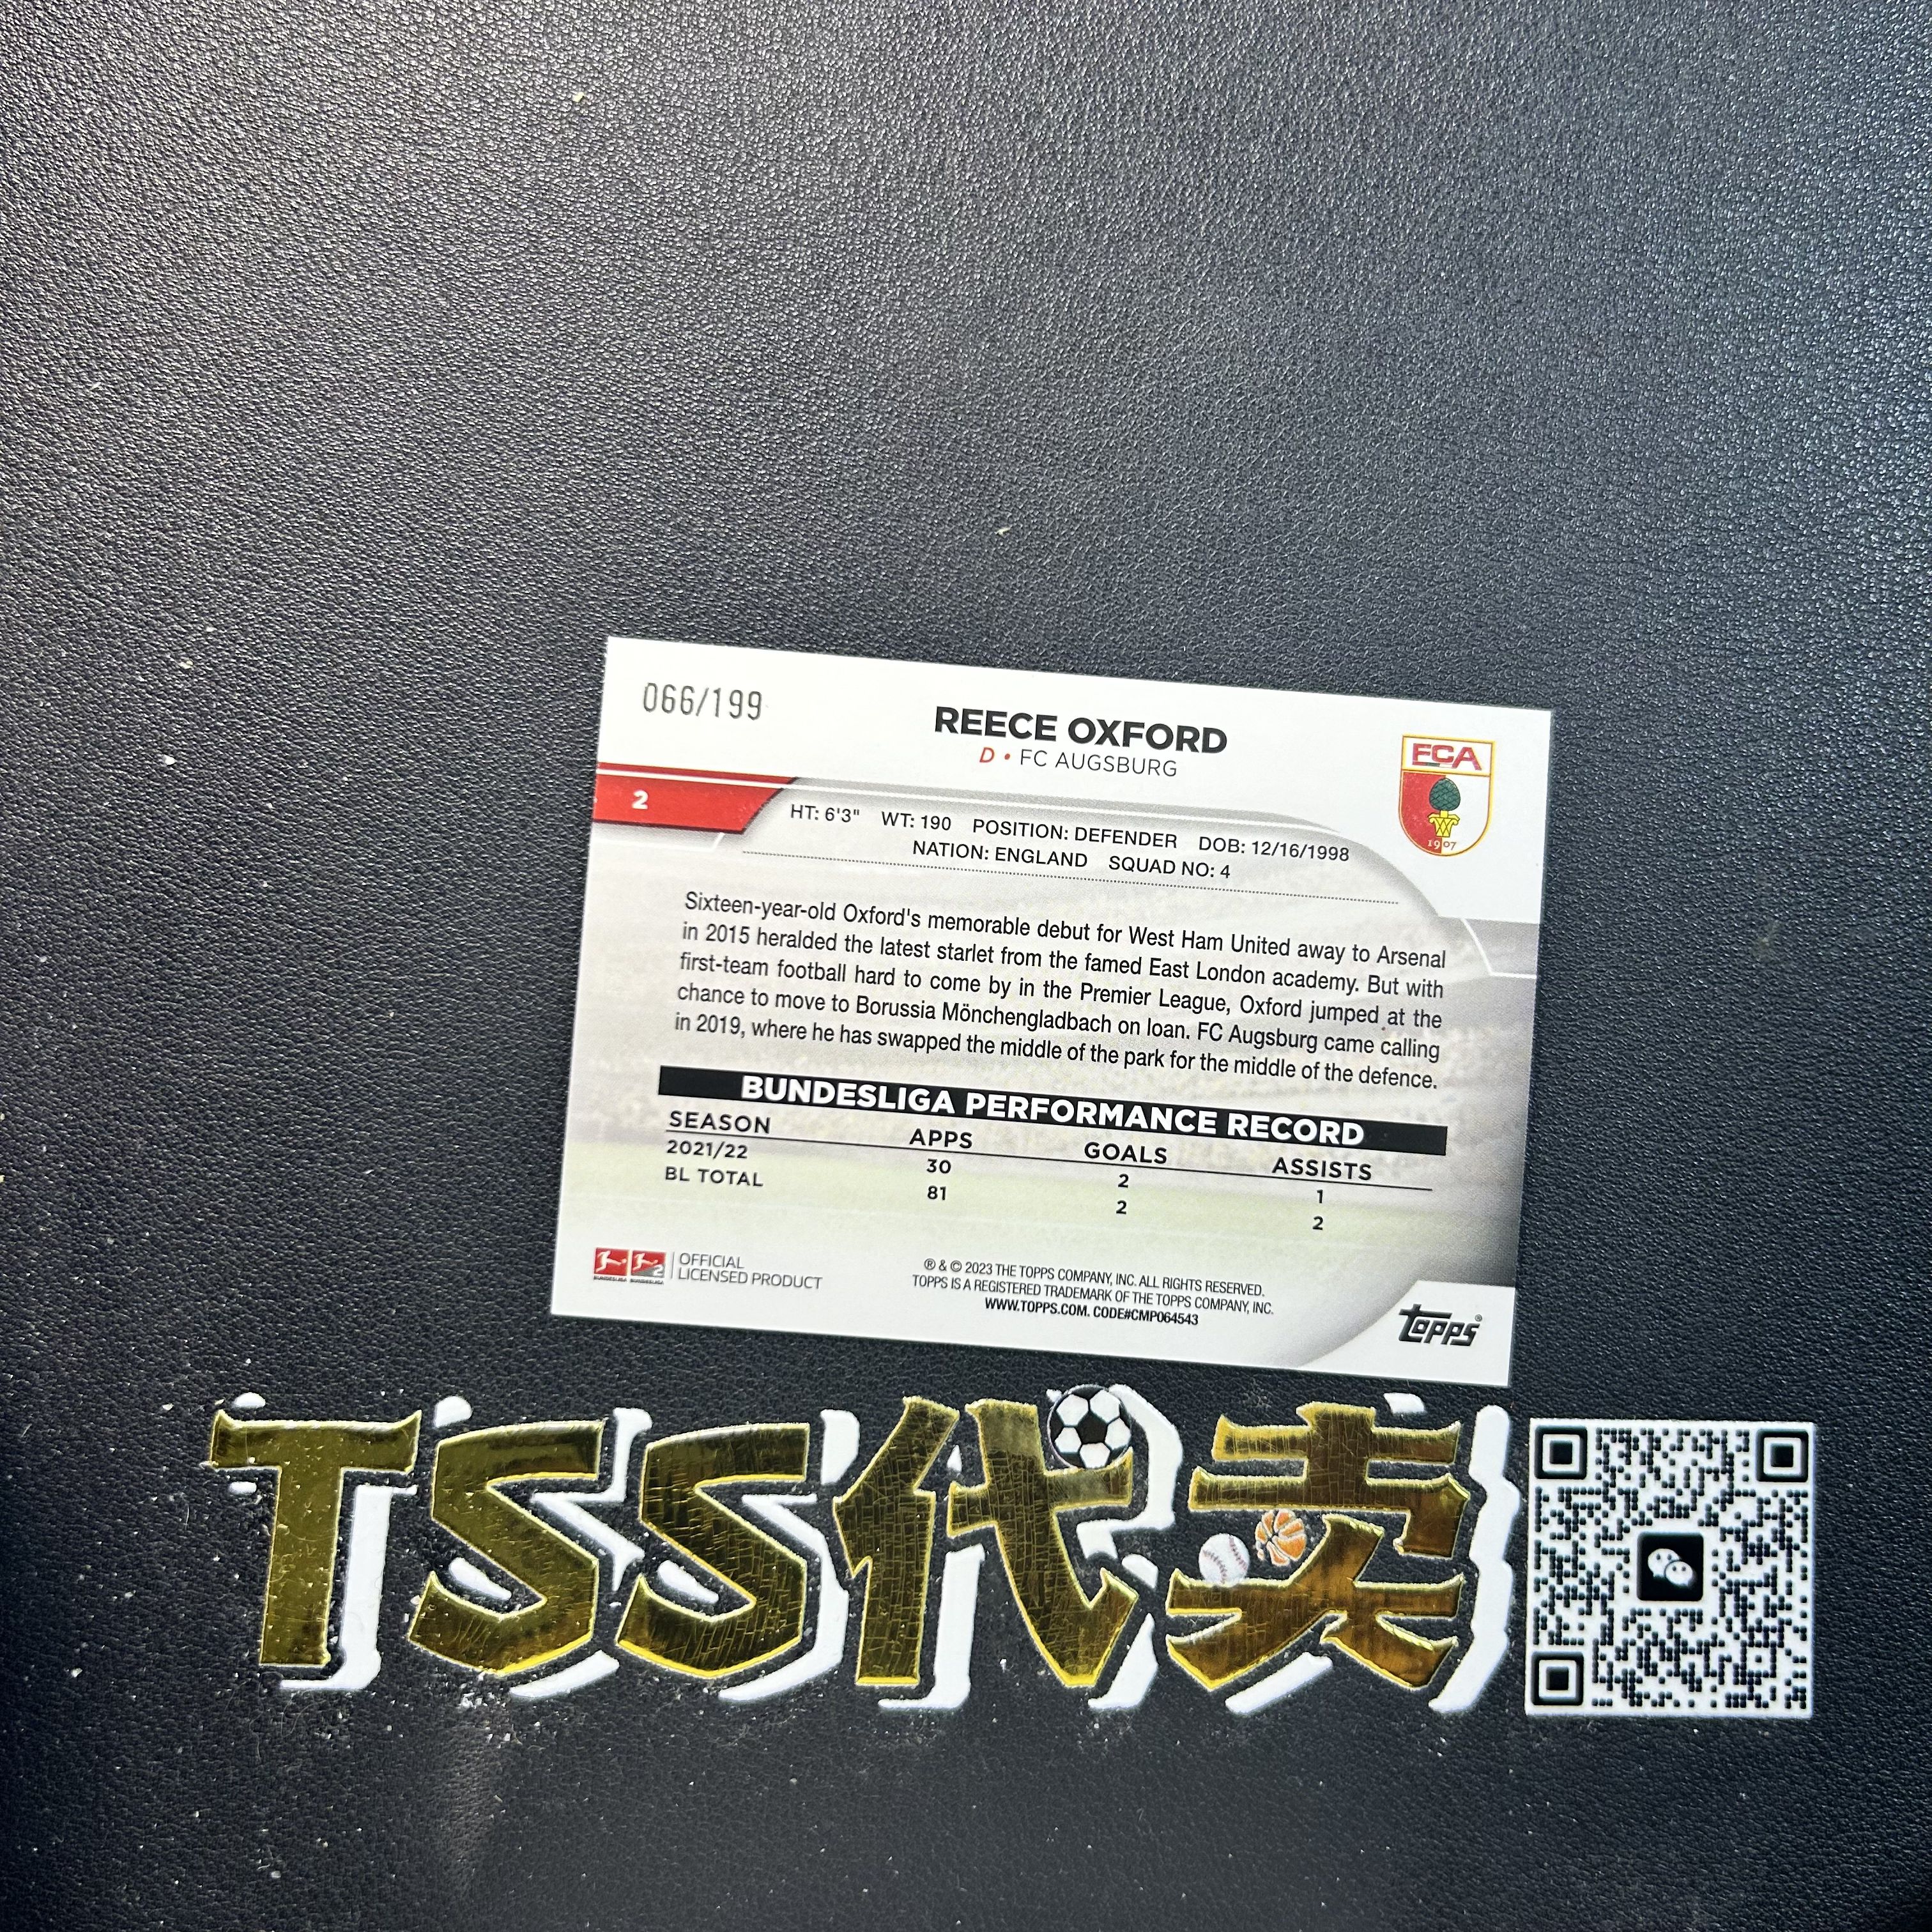 066/199
REECE OXFORD
D • FC AUGSBURG
FCA
1907
2
HT: 6'3" WT: 190 POSITION: DEFENDER DOB: 12/16/1998
NATION: ENGLAND SQUAD NO: 4
Sixteen-year-old Oxford's memorable debut for West Ham United away to Arsenal
in 2015 heralded the latest starlet from the famed East London academy. But with
first-team football hard to come by in the Premier League, Oxford jumped at the
chance to move to Borussia Mönchengladbach on loan. FC Augsburg came calling
in 2019, where he has swapped the middle of the park for the middle of the defence.
BUNDESLIGA PERFORMANCE RECORD
SEASON APPS GOALS ASSISTS
2021/22 30 2 1
BL TOTAL 81 2 2
BUNDESLIGA BUNDESLIGA
OFFICIAL
LICENSED PRODUCT
® & © 2023 THE TOPPS COMPANY, INC. ALL RIGHTS RESERVED.
TOPPS IS A REGISTERED TRADEMARK OF THE TOPPS COMPANY, INC.
WWW.TOPPS.COM. CODE#CMP064543
topps®
TSS代卖